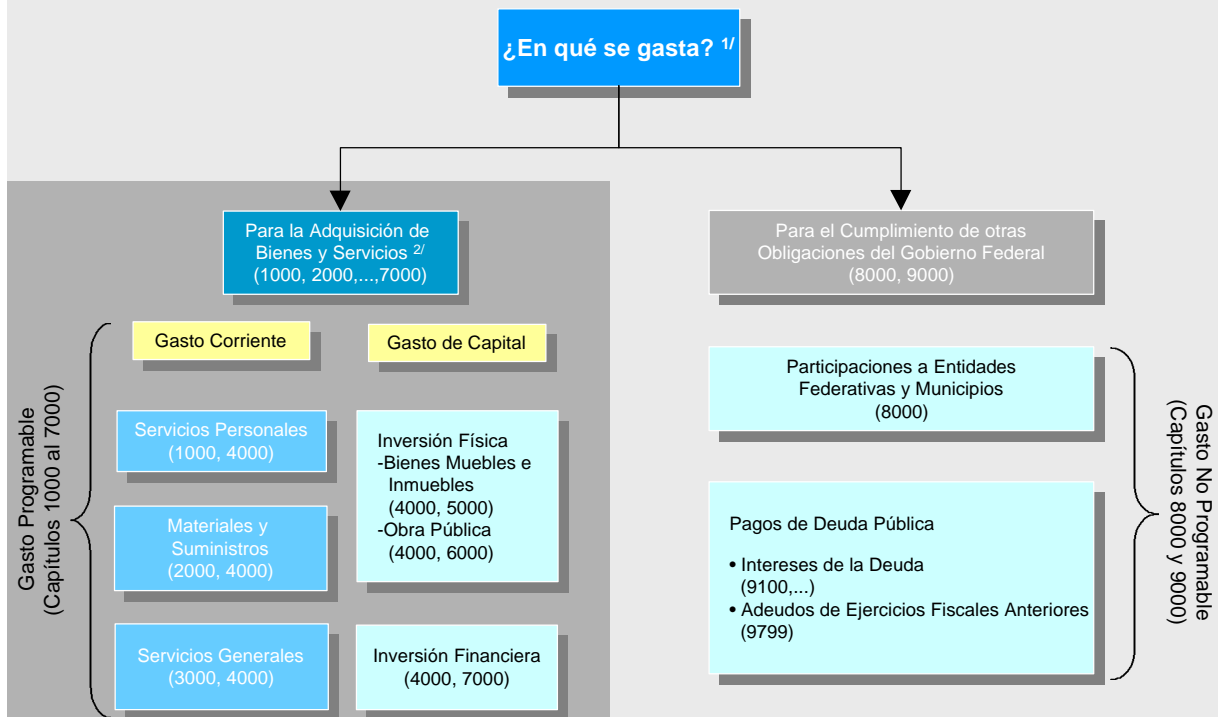 ¿En qué se gasta? 1/
Para la Adquisición de
Bienes y Servicios 2/
(1000, 2000,...,7000)
Para el Cumplimiento de otras
Obligaciones del Gobierno Federal
(8000, 9000)
Gasto Programable
(Capítulos 1000 al 7000)
Gasto Corriente
Servicios Personales
(1000, 4000)
Materiales y
Suministros
(2000, 4000)
Servicios Generales
(3000, 4000)
Gasto de Capital
Inversión Física
-Bienes Muebles e
Inmuebles
(4000, 5000)
-Obra Pública
(4000, 6000)
Inversión Financiera
(4000, 7000)
Participaciones a Entidades
Federativas y Municipios
(8000)
Pagos de Deuda Pública
• Intereses de la Deuda
(9100,...)
• Adeudos de Ejercicios Fiscales Anteriores
(9799)
Gasto No Programable
(Capítulos 8000 y 9000)